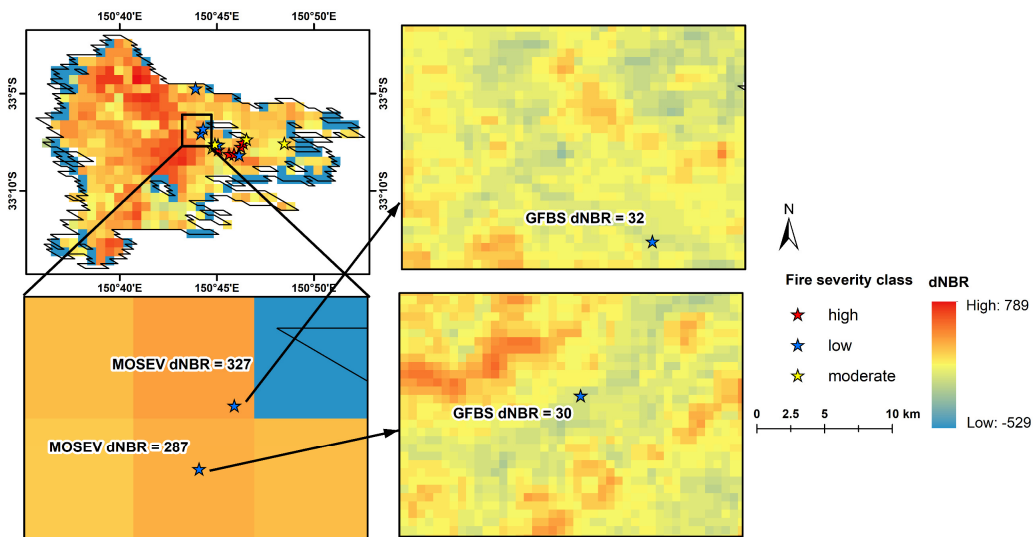 150°40'E 150°45'E 150°50'E
33°5'S
33°5'S
33°10'S
33°10'S
150°40'E 150°45'E 150°50'E
GFBS dNBR = 32
MOSEV dNBR = 327
MOSEV dNBR = 287
GFBS dNBR = 30
N
Fire severity class
high
low
moderate
dNBR
High: 789
Low: -529
0 2.5 5 10 km